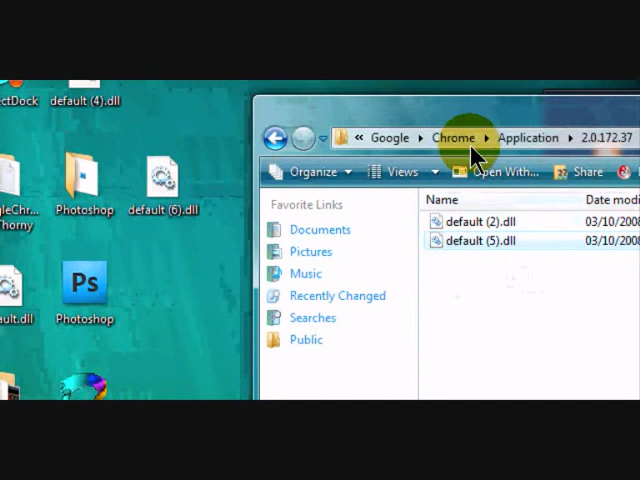 ectDock
default (4).dll
gleChr...
Thorny
Photoshop
default (6).dll
ault.dll
Ps
Photoshop
« Google Chrome Application 2.0.172.37
Organize Views Open With... Share
Favorite Links
Documents
Pictures
Music
Recently Changed
Searches
Public
Name Date modi
default (2).dll 03/10/2008
default (5).dll 03/10/2008